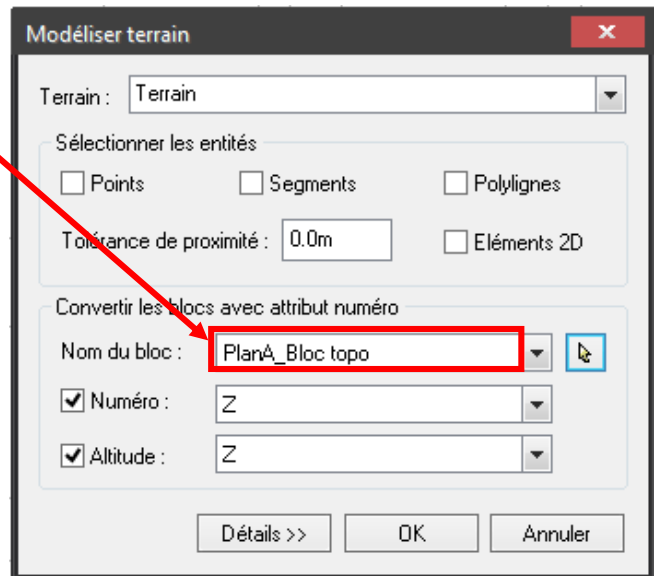 Modéliser terrain
Terrain : Terrain
Sélectionner les entités
Points Segments Polylignes
Tolérance de proximité : 0.0m Eléments 2D
Convertir les blocs avec attribut numéro
Nom du bloc : PlanA_Bloc topo
Numéro : Z
Altitude : Z
Détails >> OK Annuler